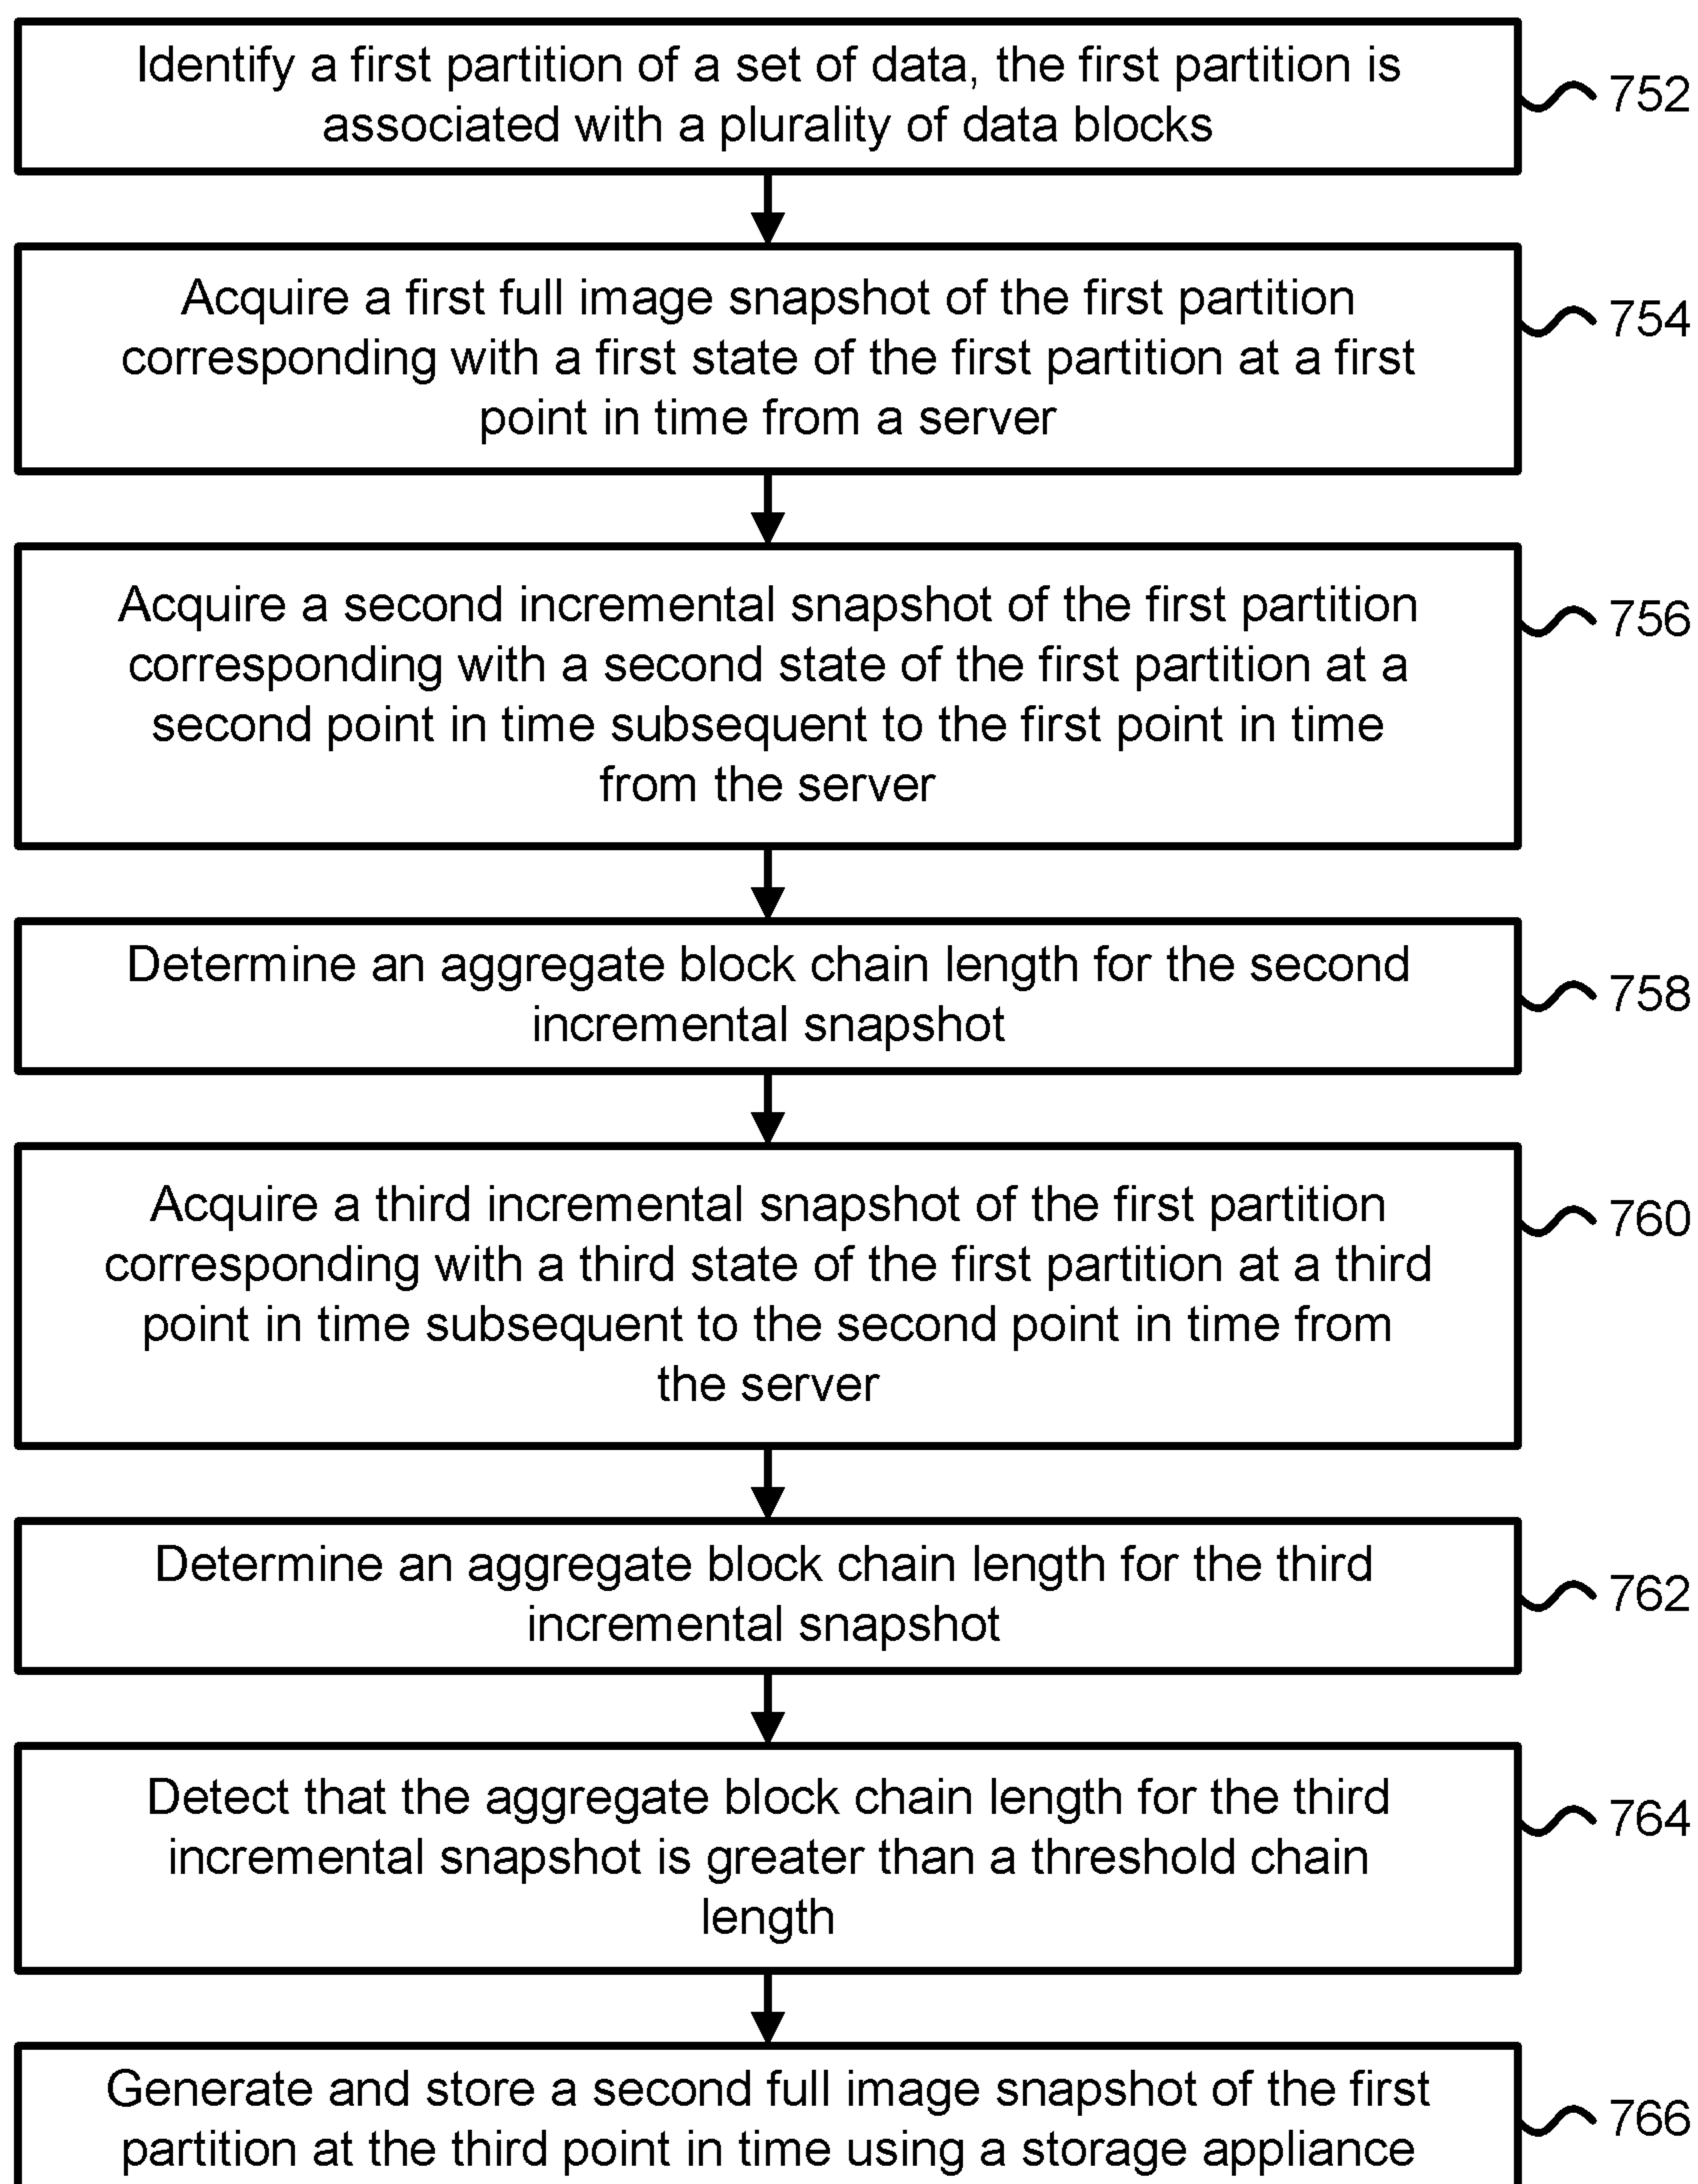 Identify a first partition of a set of data, the first partition is
associated with a plurality of data blocks
752
Acquire a first full image snapshot of the first partition
corresponding with a first state of the first partition at a first
point in time from a server
754
Acquire a second incremental snapshot of the first partition
corresponding with a second state of the first partition at a
second point in time subsequent to the first point in time
from the server
756
Determine an aggregate block chain length for the second
incremental snapshot
758
Acquire a third incremental snapshot of the first partition
corresponding with a third state of the first partition at a third
point in time subsequent to the second point in time from
the server
760
Determine an aggregate block chain length for the third
incremental snapshot
762
Detect that the aggregate block chain length for the third
incremental snapshot is greater than a threshold chain
length
764
Generate and store a second full image snapshot of the first
partition at the third point in time using a storage appliance
766